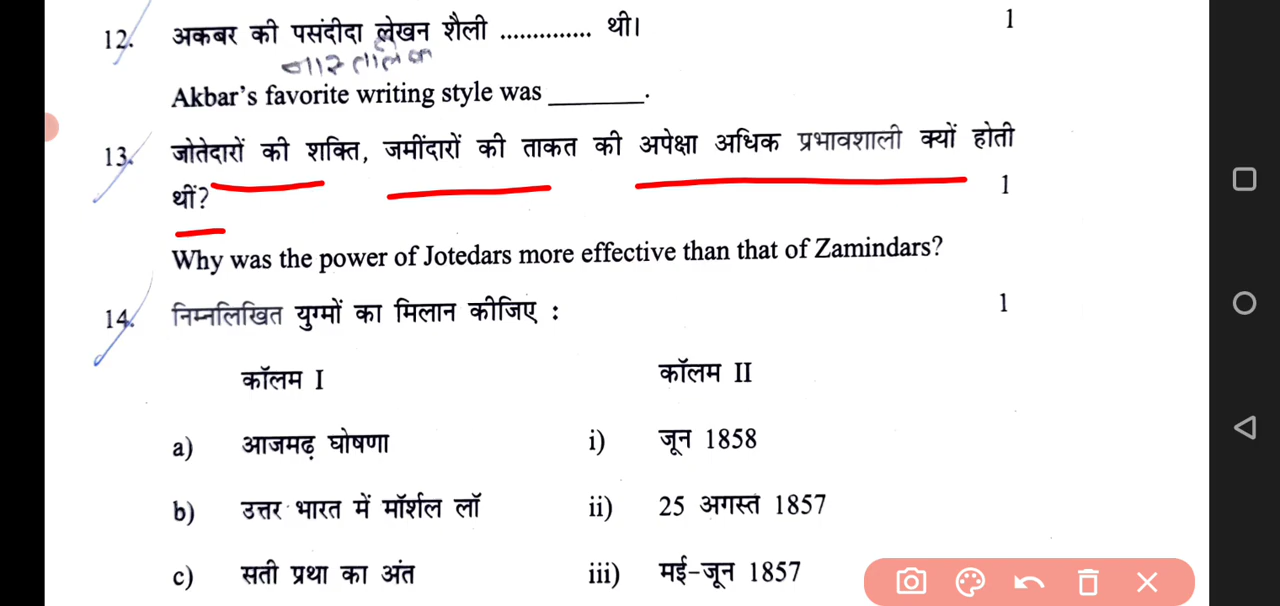 12. अकबर की पसंदीदा लेखन शैली .............. थी। 1
नास्तालिक
Akbar's favorite writing style was _______.
13. जोतेदारों की शक्ति, जमींदारों की ताकत की अपेक्षा अधिक प्रभावशाली क्यों होती
थीं? 1
Why was the power of Jotedars more effective than that of Zamindars?
14. निम्नलिखित युग्मों का मिलान कीजिए : 1
कॉलम I कॉलम II
a) आजमढ़ घोषणा i) जून 1858
b) उत्तर भारत में मॉर्शल लॉ ii) 25 अगस्त 1857
c) सती प्रथा का अंत iii) मई-जून 1857